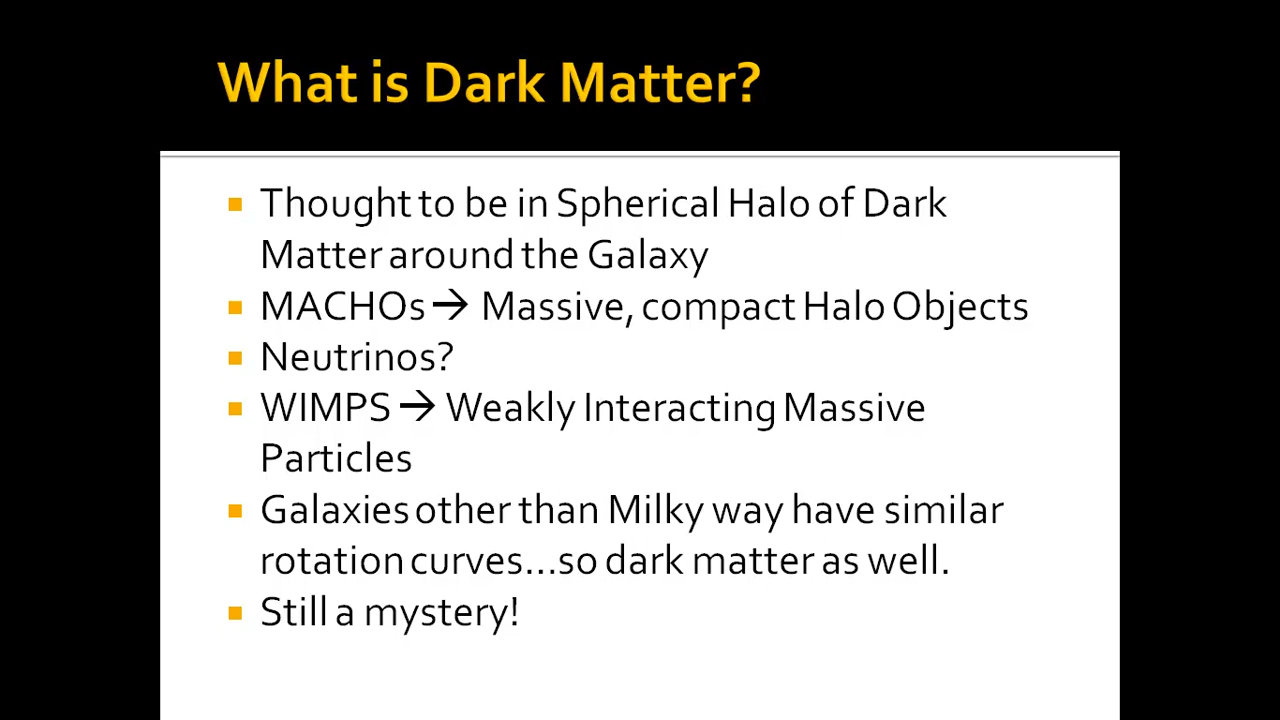 What is Dark Matter?
Thought to be in Spherical Halo of Dark
Matter around the Galaxy
MACHOs → Massive, compact Halo Objects
Neutrinos?
WIMPS → Weakly Interacting Massive
Particles
Galaxies other than Milky way have similar
rotation curves...so dark matter as well.
Still a mystery!